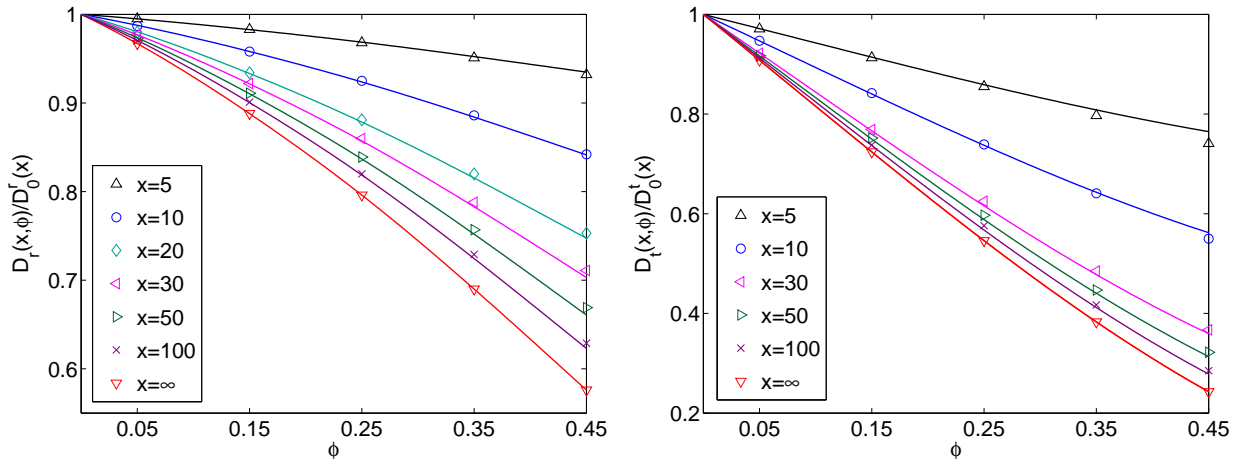 1
0.9
0.8
0.7
0.6
0.05 0.15 0.25 0.35 0.45
ϕ
D_r(x,ϕ)/D_0^r(x)
x=5
x=10
x=20
x=30
x=50
x=100
x=∞
1
0.8
0.6
0.4
0.2
0.05 0.15 0.25 0.35 0.45
ϕ
D_t(x,ϕ)/D_0^t(x)
x=5
x=10
x=30
x=50
x=100
x=∞